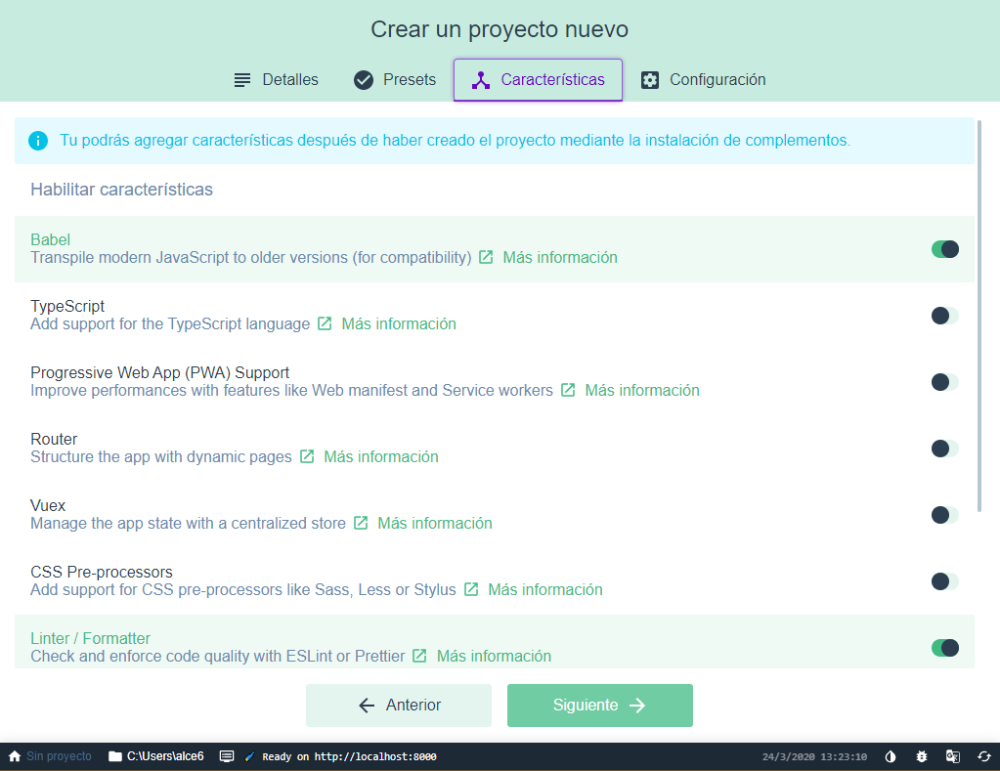 Crear un proyecto nuevo
Detalles Presets Características Configuración
Tu podrás agregar características después de haber creado el proyecto mediante la instalación de complementos.
Habilitar características
Babel
Transpile modern JavaScript to older versions (for compatibility) Más información
TypeScript
Add support for the TypeScript language Más información
Progressive Web App (PWA) Support
Improve performances with features like Web manifest and Service workers Más información
Router
Structure the app with dynamic pages Más información
Vuex
Manage the app state with a centralized store Más información
CSS Pre-processors
Add support for CSS pre-processors like Sass, Less or Stylus Más información
Linter / Formatter
Check and enforce code quality with ESLint or Prettier Más información
Anterior Siguiente
Sin proyecto C:\Users\alce6 Ready on http://localhost:8000 24/3/2020 13:23:10